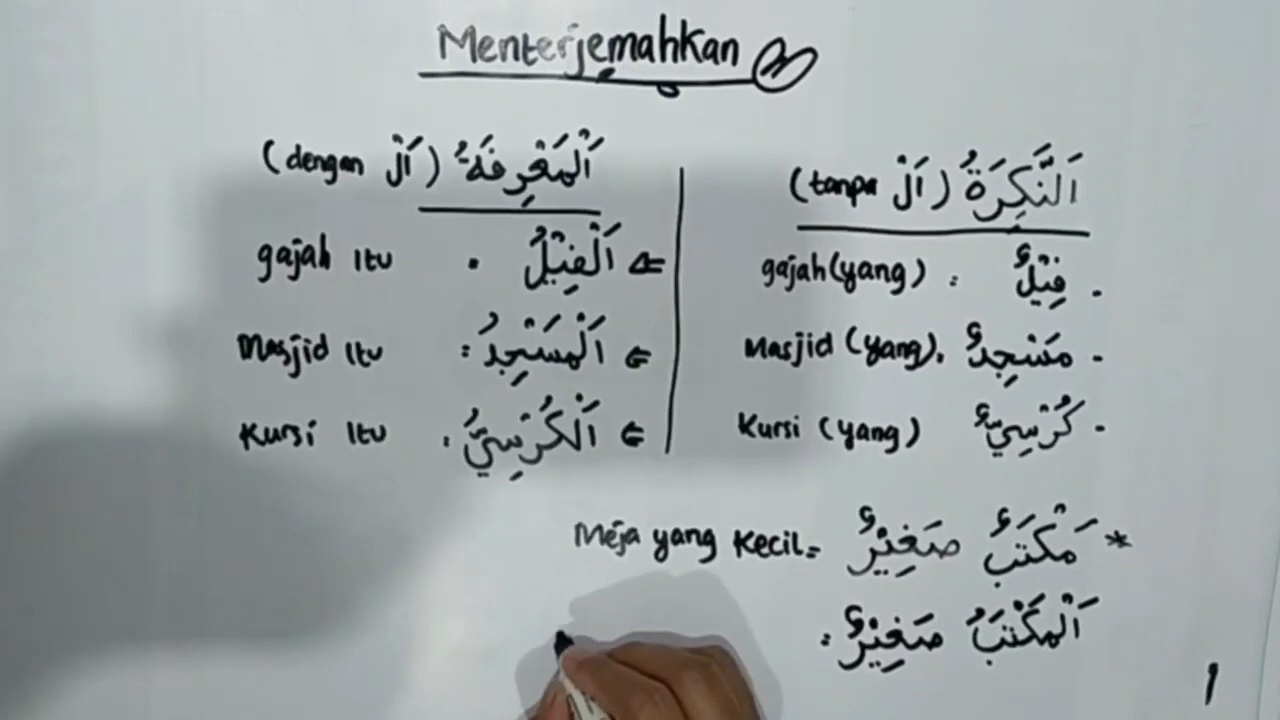 Menterjemahkan
اَلنَّكِرَةُ (tanpa اَلْ)
اَلْمَعْرِفَةُ (dengan اَلْ)
- فِيْلٌ : gajah (yang)
⇐ اَلْفِيْلُ . gajah itu
- مَسْجِدٌ . Masjid (yang)
⇐ اَلْمَسْجِدُ : Masjid itu
- كُرْسِيٌّ Kursi (yang)
⇐ اَلْكُرْسِيُّ : Kursi itu
* مَكْتَبٌ صَغِيْرٌ = Meja yang kecil
اَلْمَكْتَبُ صَغِيْرٌ =
1